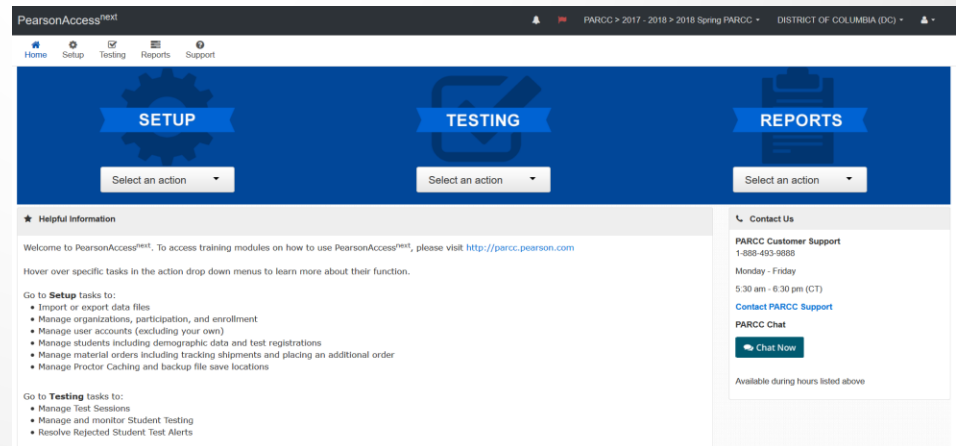 PearsonAccessnext PARCC > 2017 - 2018 > 2018 Spring PARCC DISTRICT OF COLUMBIA (DC)
Home Setup Testing Reports Support
SETUP TESTING REPORTS
Select an action Select an action Select an action
Helpful Information
Welcome to PearsonAccessnext. To access training modules on how to use PearsonAccessnext, please visit http://parcc.pearson.com
Hover over specific tasks in the action drop down menus to learn more about their function.
Go to Setup tasks to:
• Import or export data files
• Manage organizations, participation, and enrollment
• Manage user accounts (excluding your own)
• Manage students including demographic data and test registrations
• Manage material orders including tracking shipments and placing an additional order
• Manage Proctor Caching and backup file save locations
Go to Testing tasks to:
• Manage Test Sessions
• Manage and monitor Student Testing
• Resolve Rejected Student Test Alerts
Contact Us
PARCC Customer Support
1-888-493-9888
Monday - Friday
5:30 am - 6:30 pm (CT)
Contact PARCC Support
PARCC Chat
Chat Now
Available during hours listed above